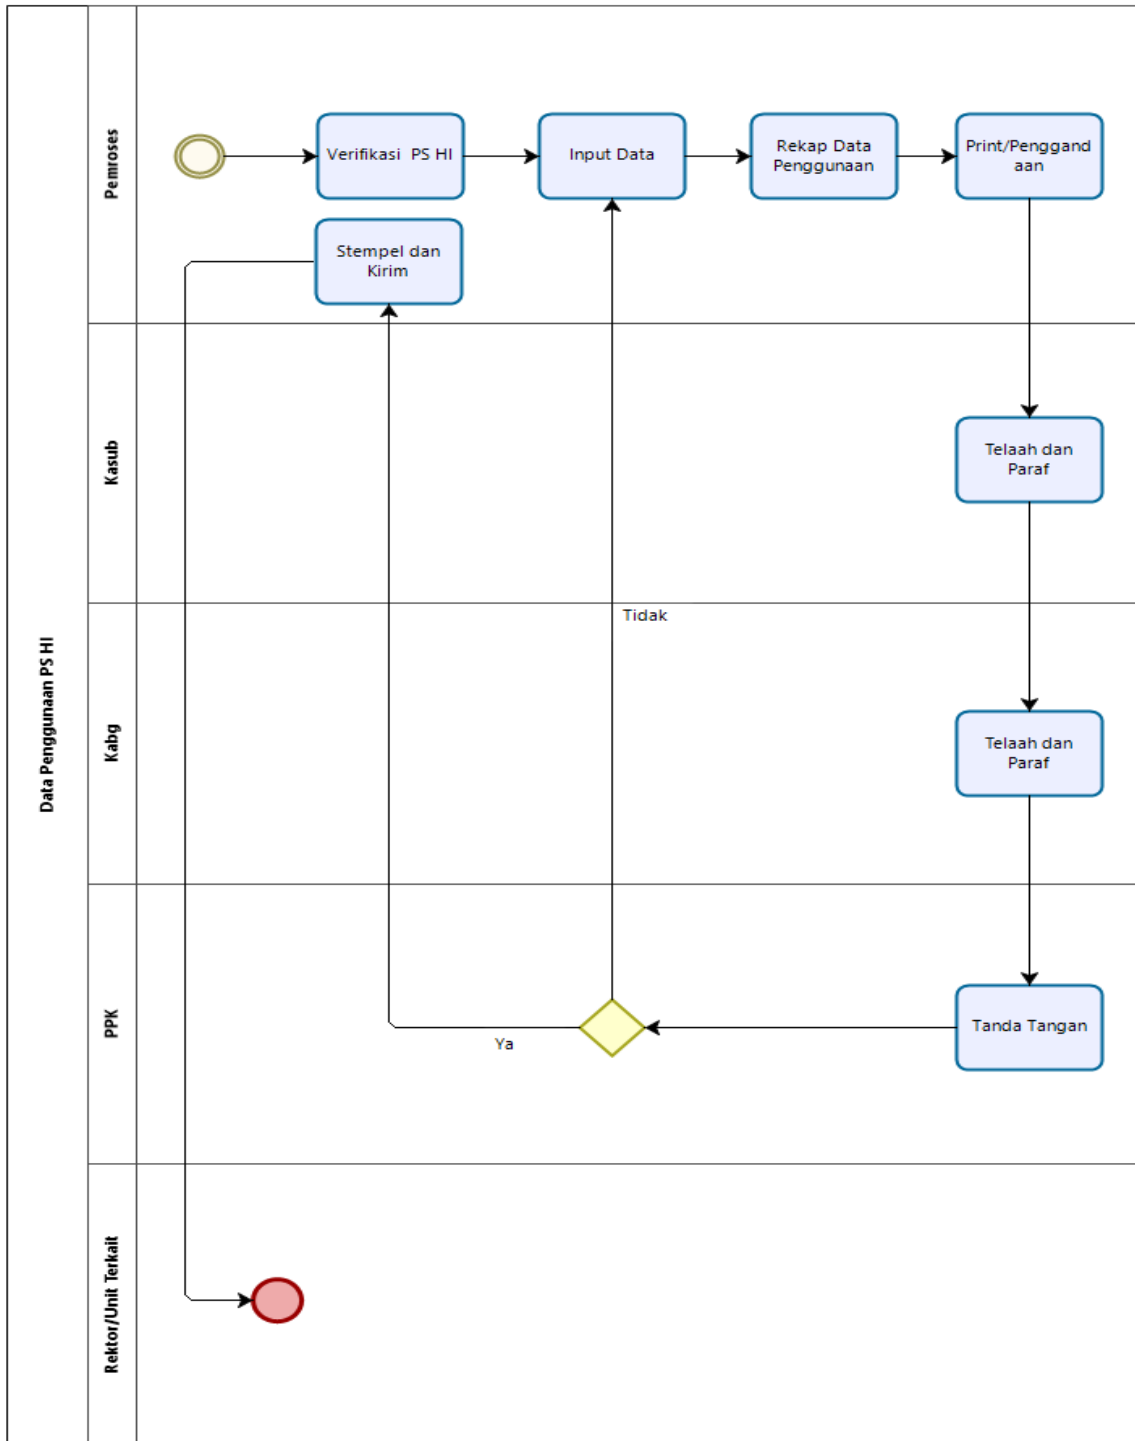 Data Penggunaan PS HI
Pemroses
Verifikasi PS HI
Input Data
Rekap Data
Penggunaan
Print/Penggand
aan
Stempel dan
Kirim
Kasub
Telaah dan
Paraf
Kabg
Tidak
Telaah dan
Paraf
PPK
Ya
Tanda Tangan
Rektor/Unit Terkait